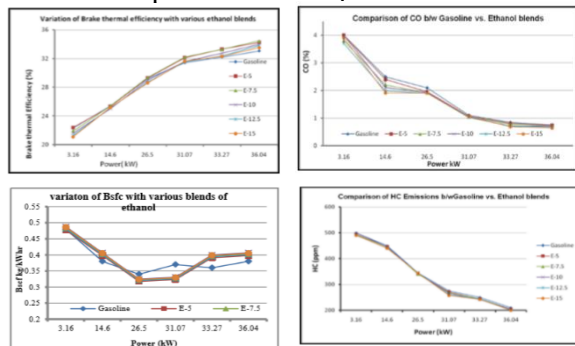 Variation of Brake thermal efficiency with various ethanol blends
Brake thermal Efficiency (%)
36
32
28
24
20
3.16 14.6 26.5 31.07 33.27 36.04
Power( kW)
Gasoline
E-5
E-7.5
E-10
E-12.5
E-15
Comparison of CO b/w Gasoline vs. Ethanol blends
CO (%)
5
4
3
2
1
0
Gasoline E-5 E-7.5 E-10 E-12.5 E-15
3.16 14.6 26.5 31.07 33.27 36.04
Power kW
variaton of Bsfc with various blends of
ethanol
Bscf kg/kWhr
0.55
0.5
0.45
0.4
0.35
0.3
0.25
0.2
Gasoline E-5 E-7.5
3.16 14.6 26.5 31.07 33.27 36.04
Power (kW)
Comparison of HC Emissions b/wGasoline vs. Ethanol blends
HC (ppm)
600
500
400
300
200
3.16 14.6 26.5 31.07 33.27 36.04
Power (kW)
Gasoline
E-5
E-7.5
E-10
E-12.5
E-15